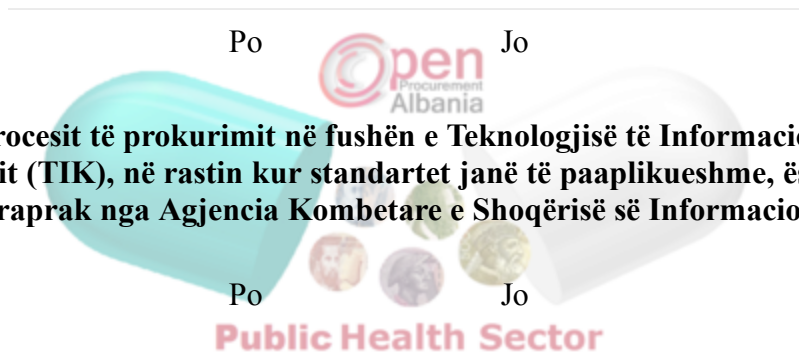 Po Jo
Open
Procurement
Albania
rocesit të prokurimit në fushën e Teknologjisë të Informacio
it (TIK), në rastin kur standartet janë të paaplikueshme, ës
raprak nga Agjencia Kombetare e Shoqërisë së Informacio
Po Jo
Public Health Sector